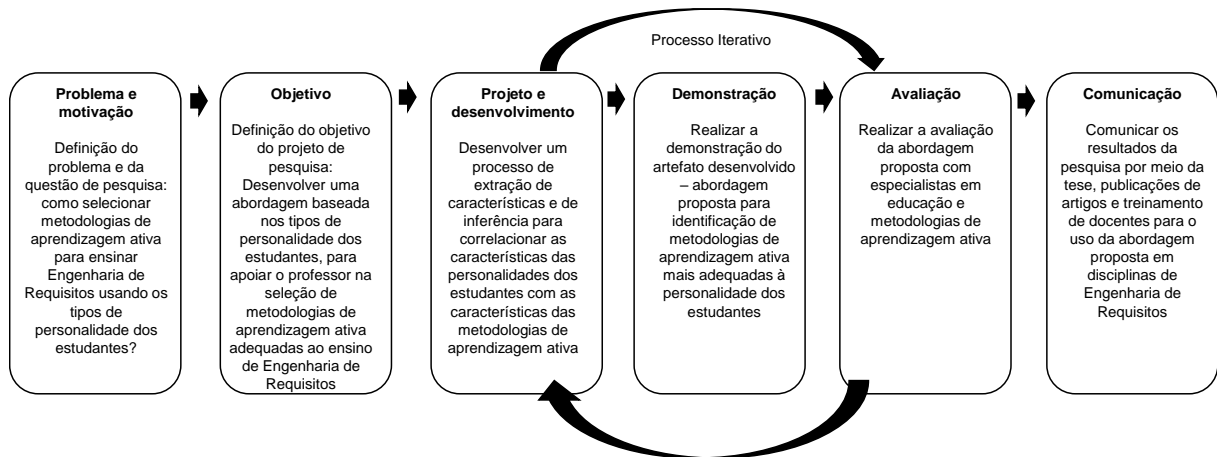 Processo Iterativo
Problema e
motivação
Definição do
problema e da
questão de pesquisa:
como selecionar
metodologias de
aprendizagem ativa
para ensinar
Engenharia de
Requisitos usando os
tipos de
personalidade dos
estudantes?
Objetivo
Definição do objetivo
do projeto de
pesquisa:
Desenvolver uma
abordagem baseada
nos tipos de
personalidade dos
estudantes, para
apoiar o professor na
seleção de
metodologias de
aprendizagem ativa
adequadas ao ensino
de Engenharia de
Requisitos
Projeto e
desenvolvimento
Desenvolver um
processo de
extração de
características e de
inferência para
correlacionar as
características das
personalidades dos
estudantes com as
características das
metodologias de
aprendizagem ativa
Demonstração
Realizar a
demonstração do
artefato desenvolvido
– abordagem
proposta para
identificação de
metodologias de
aprendizagem ativa
mais adequadas à
personalidade dos
estudantes
Avaliação
Realizar a avaliação
da abordagem
proposta com
especialistas em
educação e
metodologias de
aprendizagem ativa
Comunicação
Comunicar os
resultados da
pesquisa por meio da
tese, publicações de
artigos e treinamento
de docentes para o
uso da abordagem
proposta em
disciplinas de
Engenharia de
Requisitos